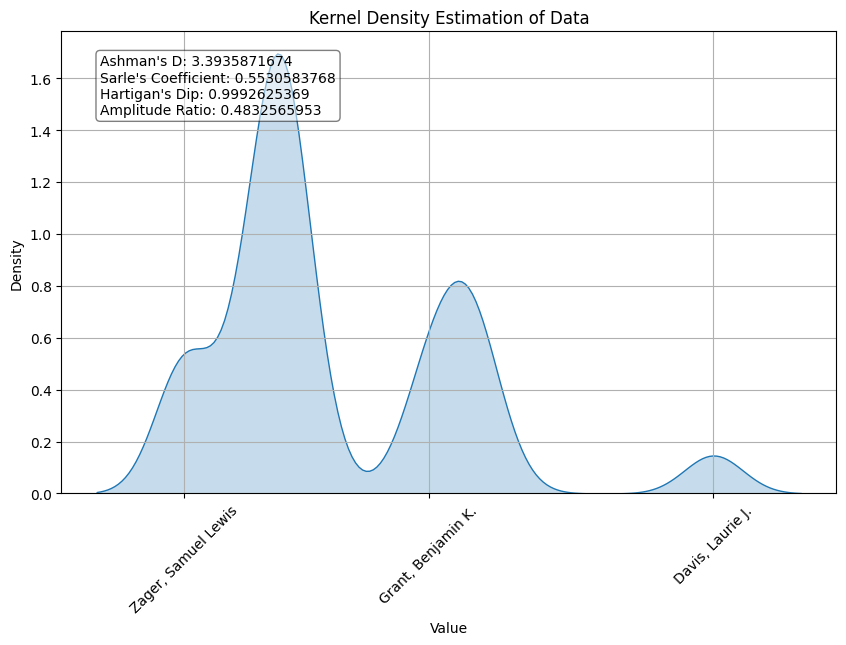 Kernel Density Estimation of Data
Ashman's D: 3.3935871674
Sarle's Coefficient: 0.5530583768
Hartigan's Dip: 0.9992625369
Amplitude Ratio: 0.4832565953
1.6
1.4
1.2
1.0
0.8
0.6
0.4
0.2
0.0
Density
Zager, Samuel Lewis
Grant, Benjamin K.
Davis, Laurie J.
Value